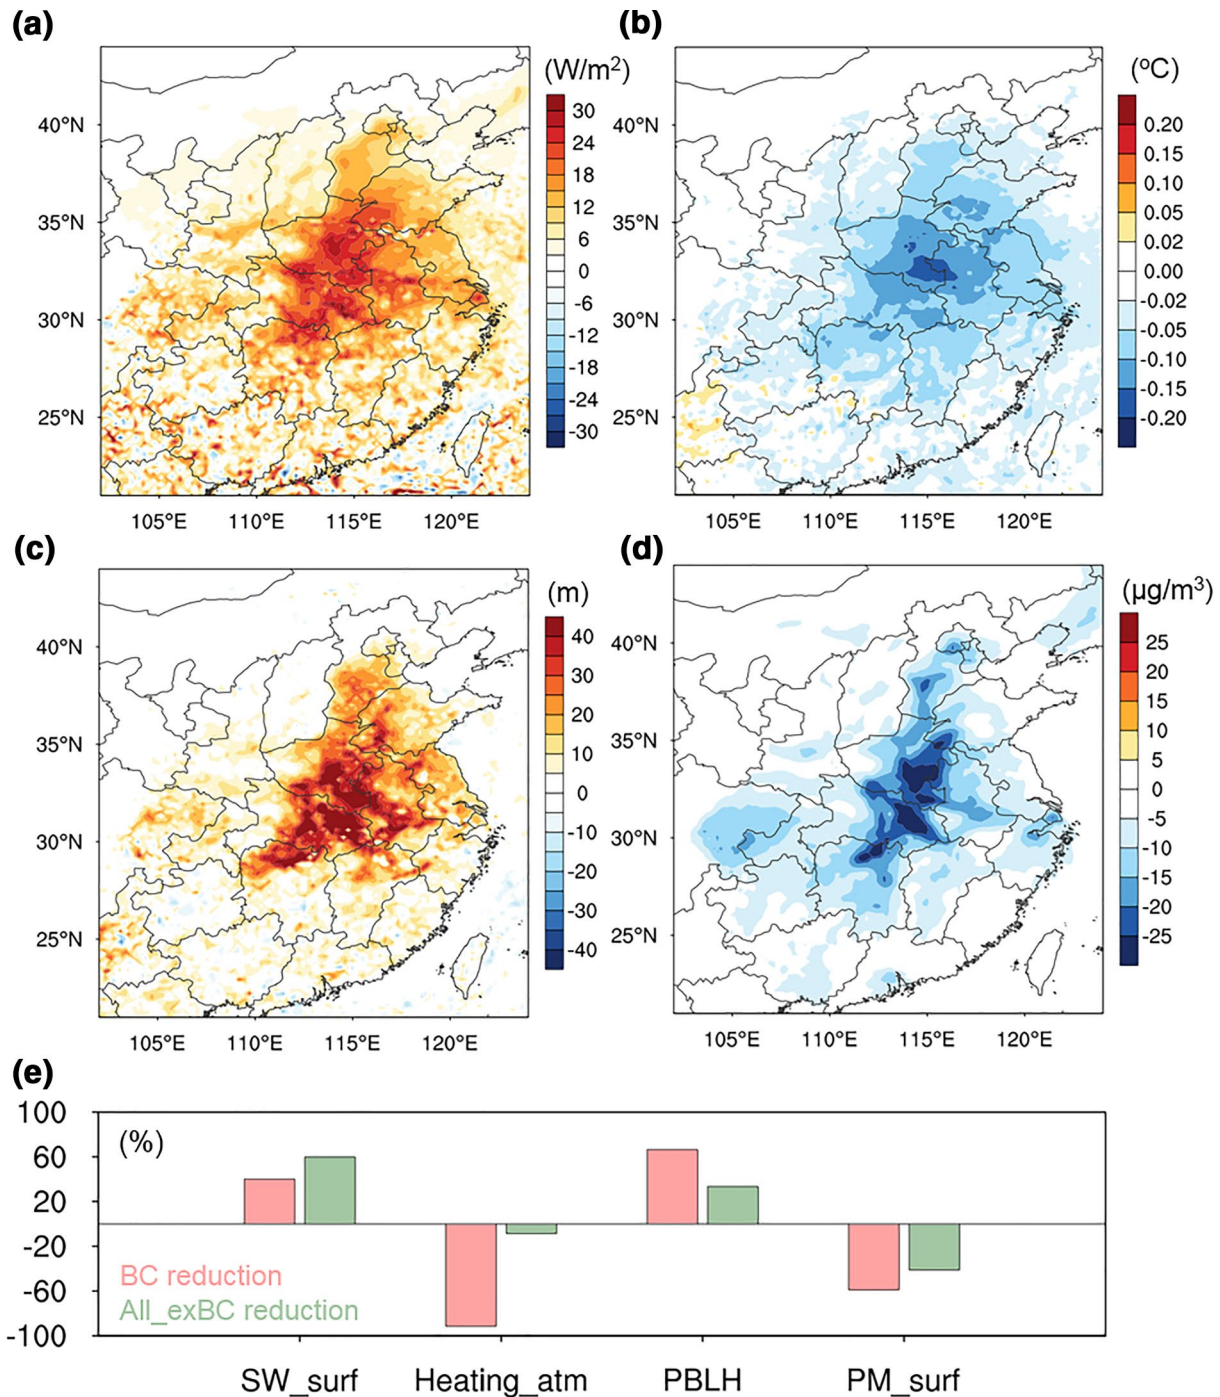 (a)
(W/m²)
30
24
18
12
6
0
-6
-12
-18
-24
-30
40°N
35°N
30°N
25°N
105°E 110°E 115°E 120°E
(b)
(°C)
0.20
0.15
0.10
0.05
0.02
0.00
-0.02
-0.05
-0.10
-0.15
-0.20
40°N
35°N
30°N
25°N
105°E 110°E 115°E 120°E
(c)
(m)
40
30
20
10
0
-10
-20
-30
-40
40°N
35°N
30°N
25°N
105°E 110°E 115°E 120°E
(d)
(µg/m³)
25
20
15
10
5
0
-5
-10
-15
-20
-25
40°N
35°N
30°N
25°N
105°E 110°E 115°E 120°E
(e)
100
60
20
-20
-60
-100
(%)
BC reduction
All_exBC reduction
SW_surf Heating_atm PBLH PM_surf